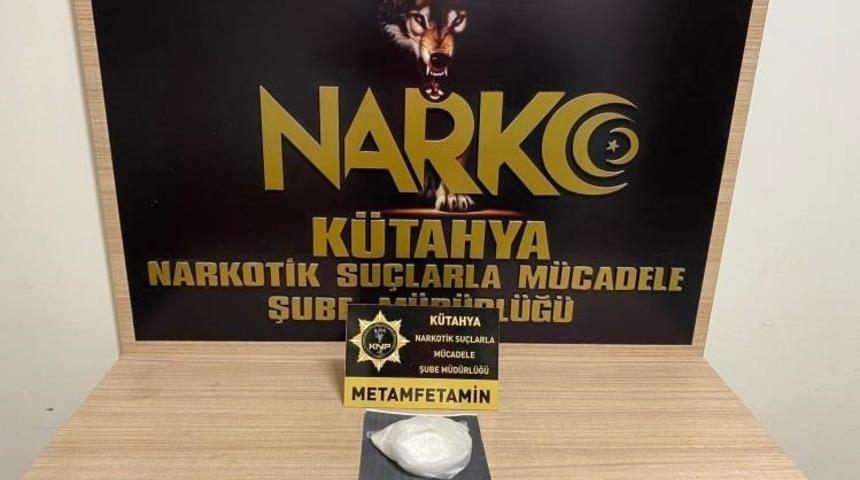 NARKO
KÜTAHYA
NARKOTİK SUÇLARLA MÜCADELE
ŞUBE MÜDÜRLÜĞÜ
KÜTAHYA
NARKOTİK SUÇLARLA
MÜCADELE
ŞUBE MÜDÜRLÜĞÜ
KNP
METAMFETAMİN